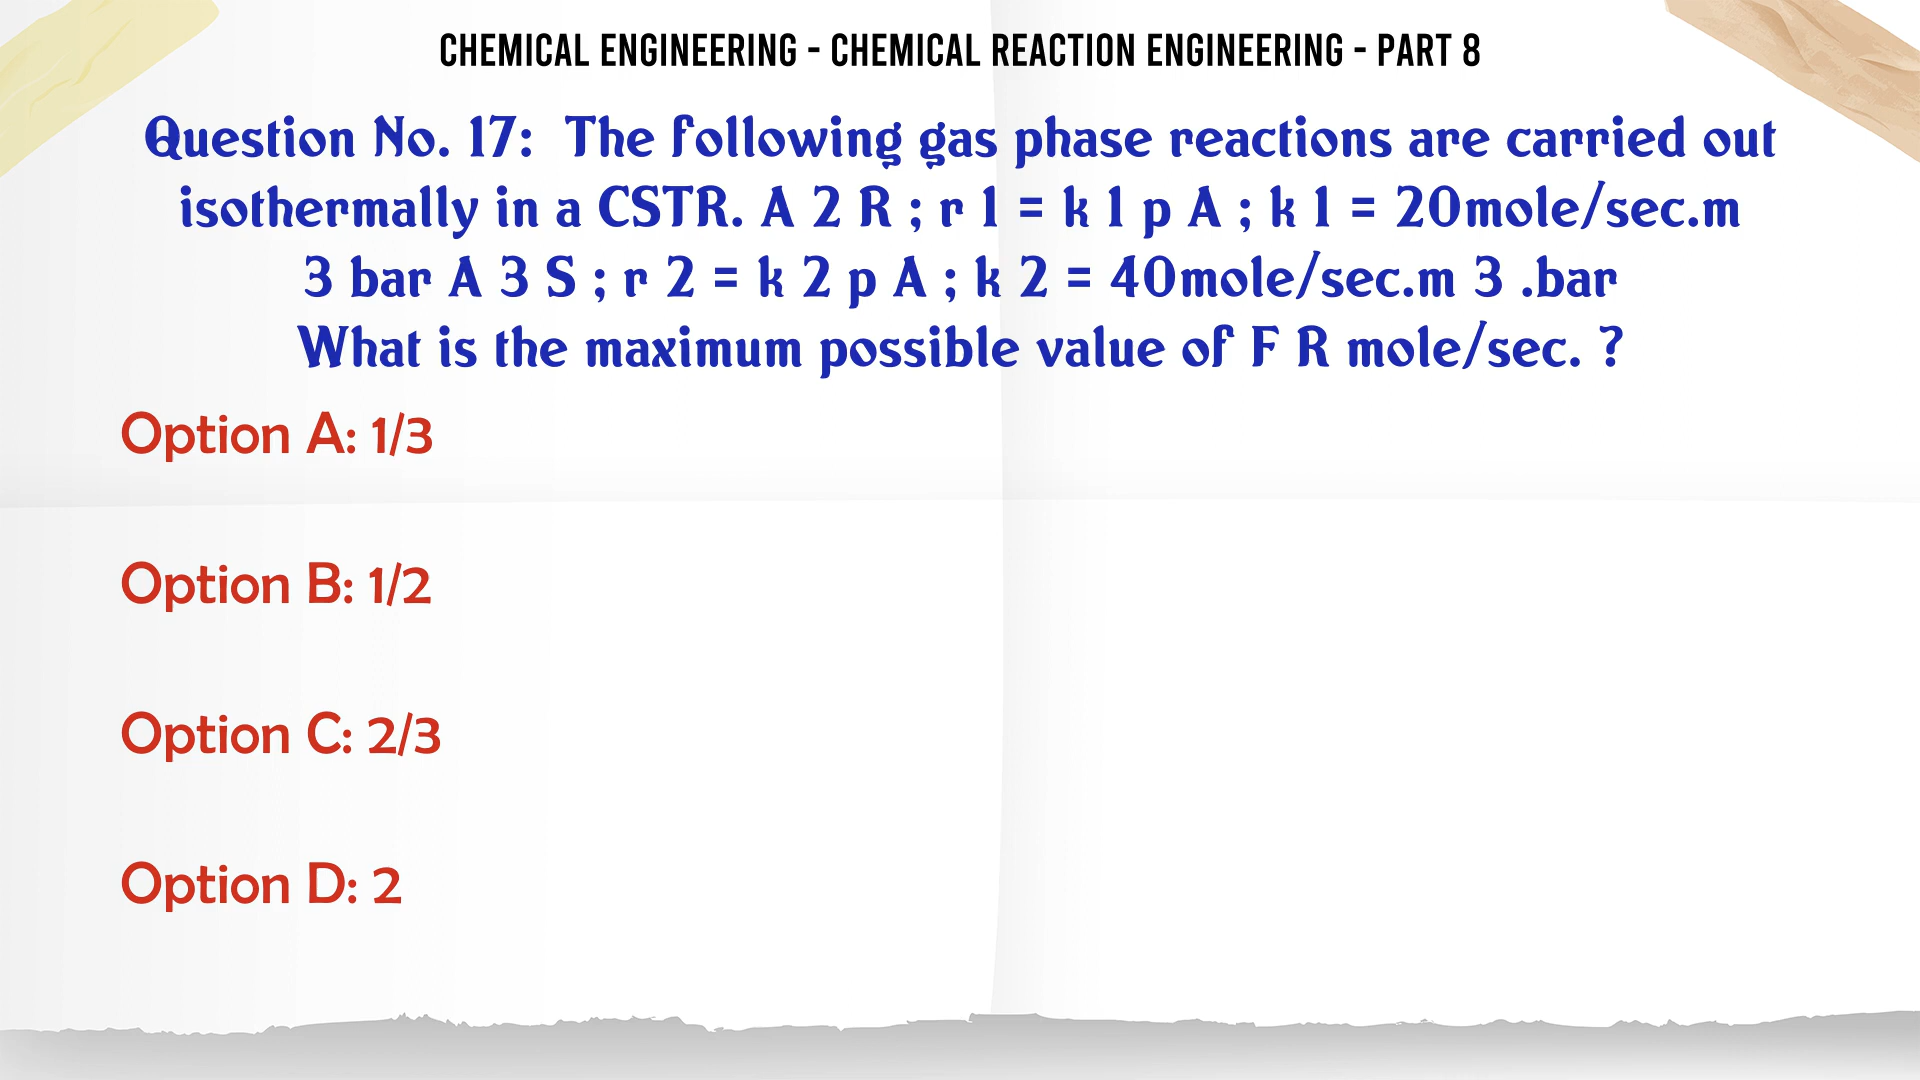 CHEMICAL ENGINEERING - CHEMICAL REACTION ENGINEERING - PART 8
Question No. 17: The following gas phase reactions are carried out
isothermally in a CSTR. A 2 R ; r 1 = k 1 p A ; k 1 = 20mole/sec.m
3 bar A 3 S ; r 2 = k 2 p A ; k 2 = 40mole/sec.m 3 .bar
What is the maximum possible value of F R mole/sec. ?
Option A: 1/3
Option B: 1/2
Option C: 2/3
Option D: 2